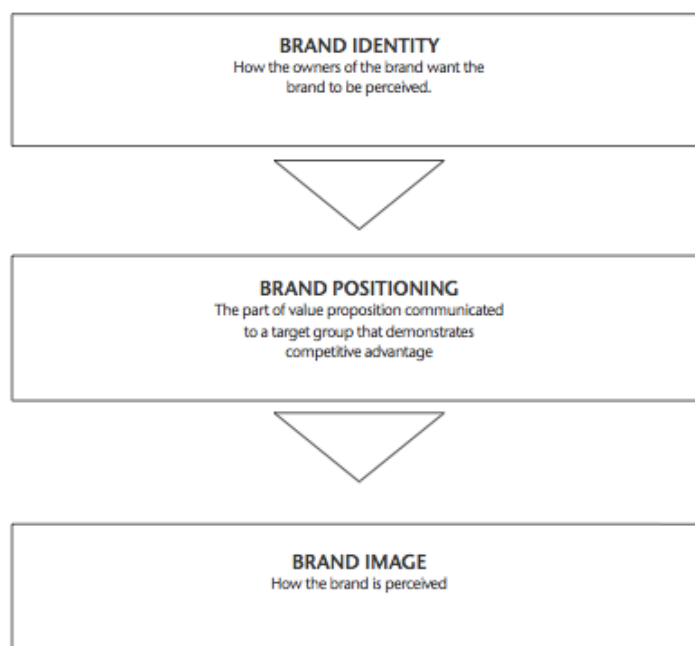 BRAND IDENTITY
How the owners of the brand want the
brand to be perceived.
BRAND POSITIONING
The part of value proposition communicated
to a target group that demonstrates
competitive advantage
BRAND IMAGE
How the brand is perceived